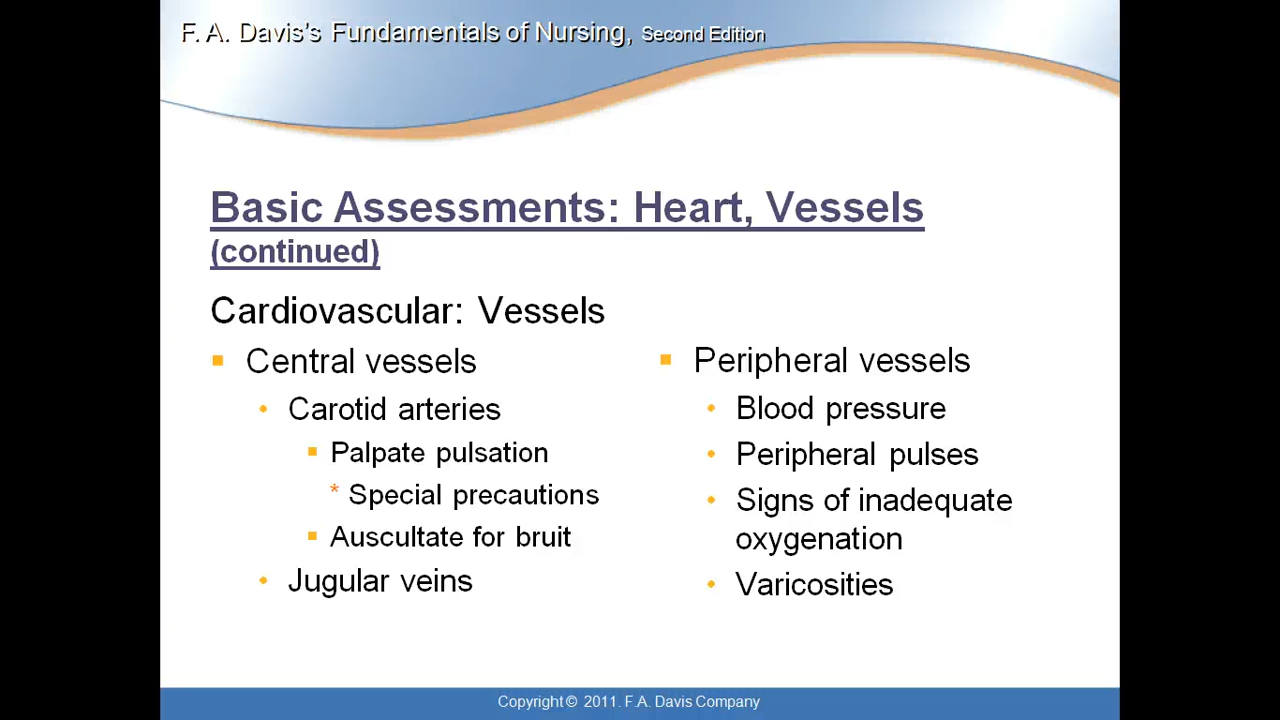 F. A. Davis's Fundamentals of Nursing, Second Edition
Basic Assessments: Heart, Vessels
(continued)
Cardiovascular: Vessels
▪ Central vessels
• Carotid arteries
▪ Palpate pulsation
* Special precautions
▪ Auscultate for bruit
• Jugular veins
▪ Peripheral vessels
• Blood pressure
• Peripheral pulses
• Signs of inadequate
oxygenation
• Varicosities
Copyright © 2011. F.A. Davis Company